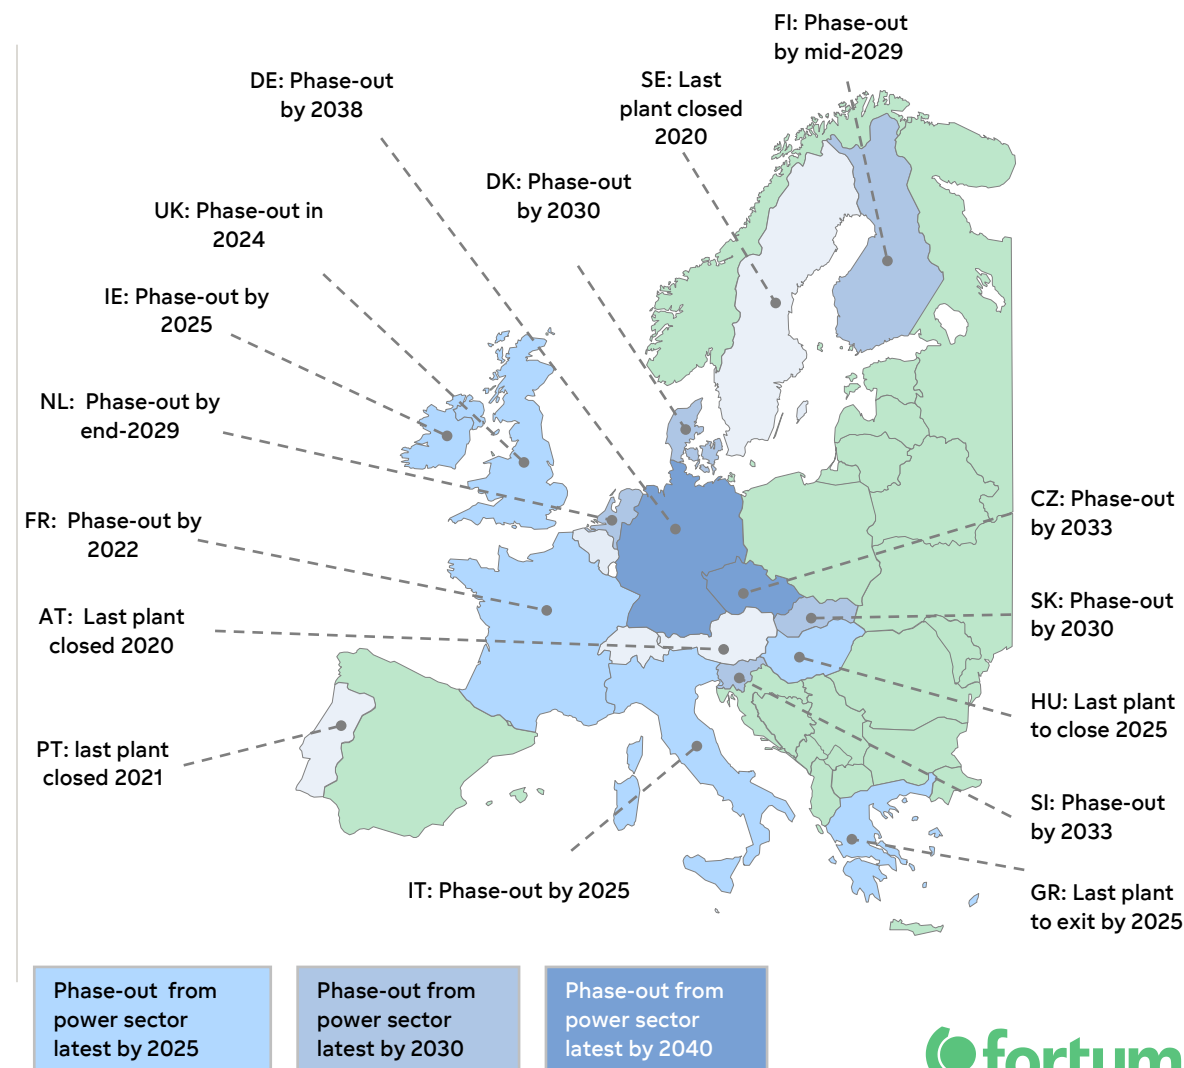 FI: Phase-out
by mid-2029
DE: Phase-out
by 2038
SE: Last
plant closed
2020
DK: Phase-out
by 2030
UK: Phase-out in
2024
IE: Phase-out by
2025
NL:  Phase-out by
end-2029
FR:  Phase-out by
2022
AT:  Last plant
closed 2020
PT: last plant
closed 2021
IT: Phase-out by 2025
CZ: Phase-out
by 2033
SK: Phase-out
by 2030
HU: Last plant
to close 2025
SI: Phase-out
by 2033
GR: Last plant
to exit by 2025
Phase-out  from
power sector
latest by 2025
Phase-out from
power sector
latest by 2030
Phase-out from
power sector
latest by 2040
fortum